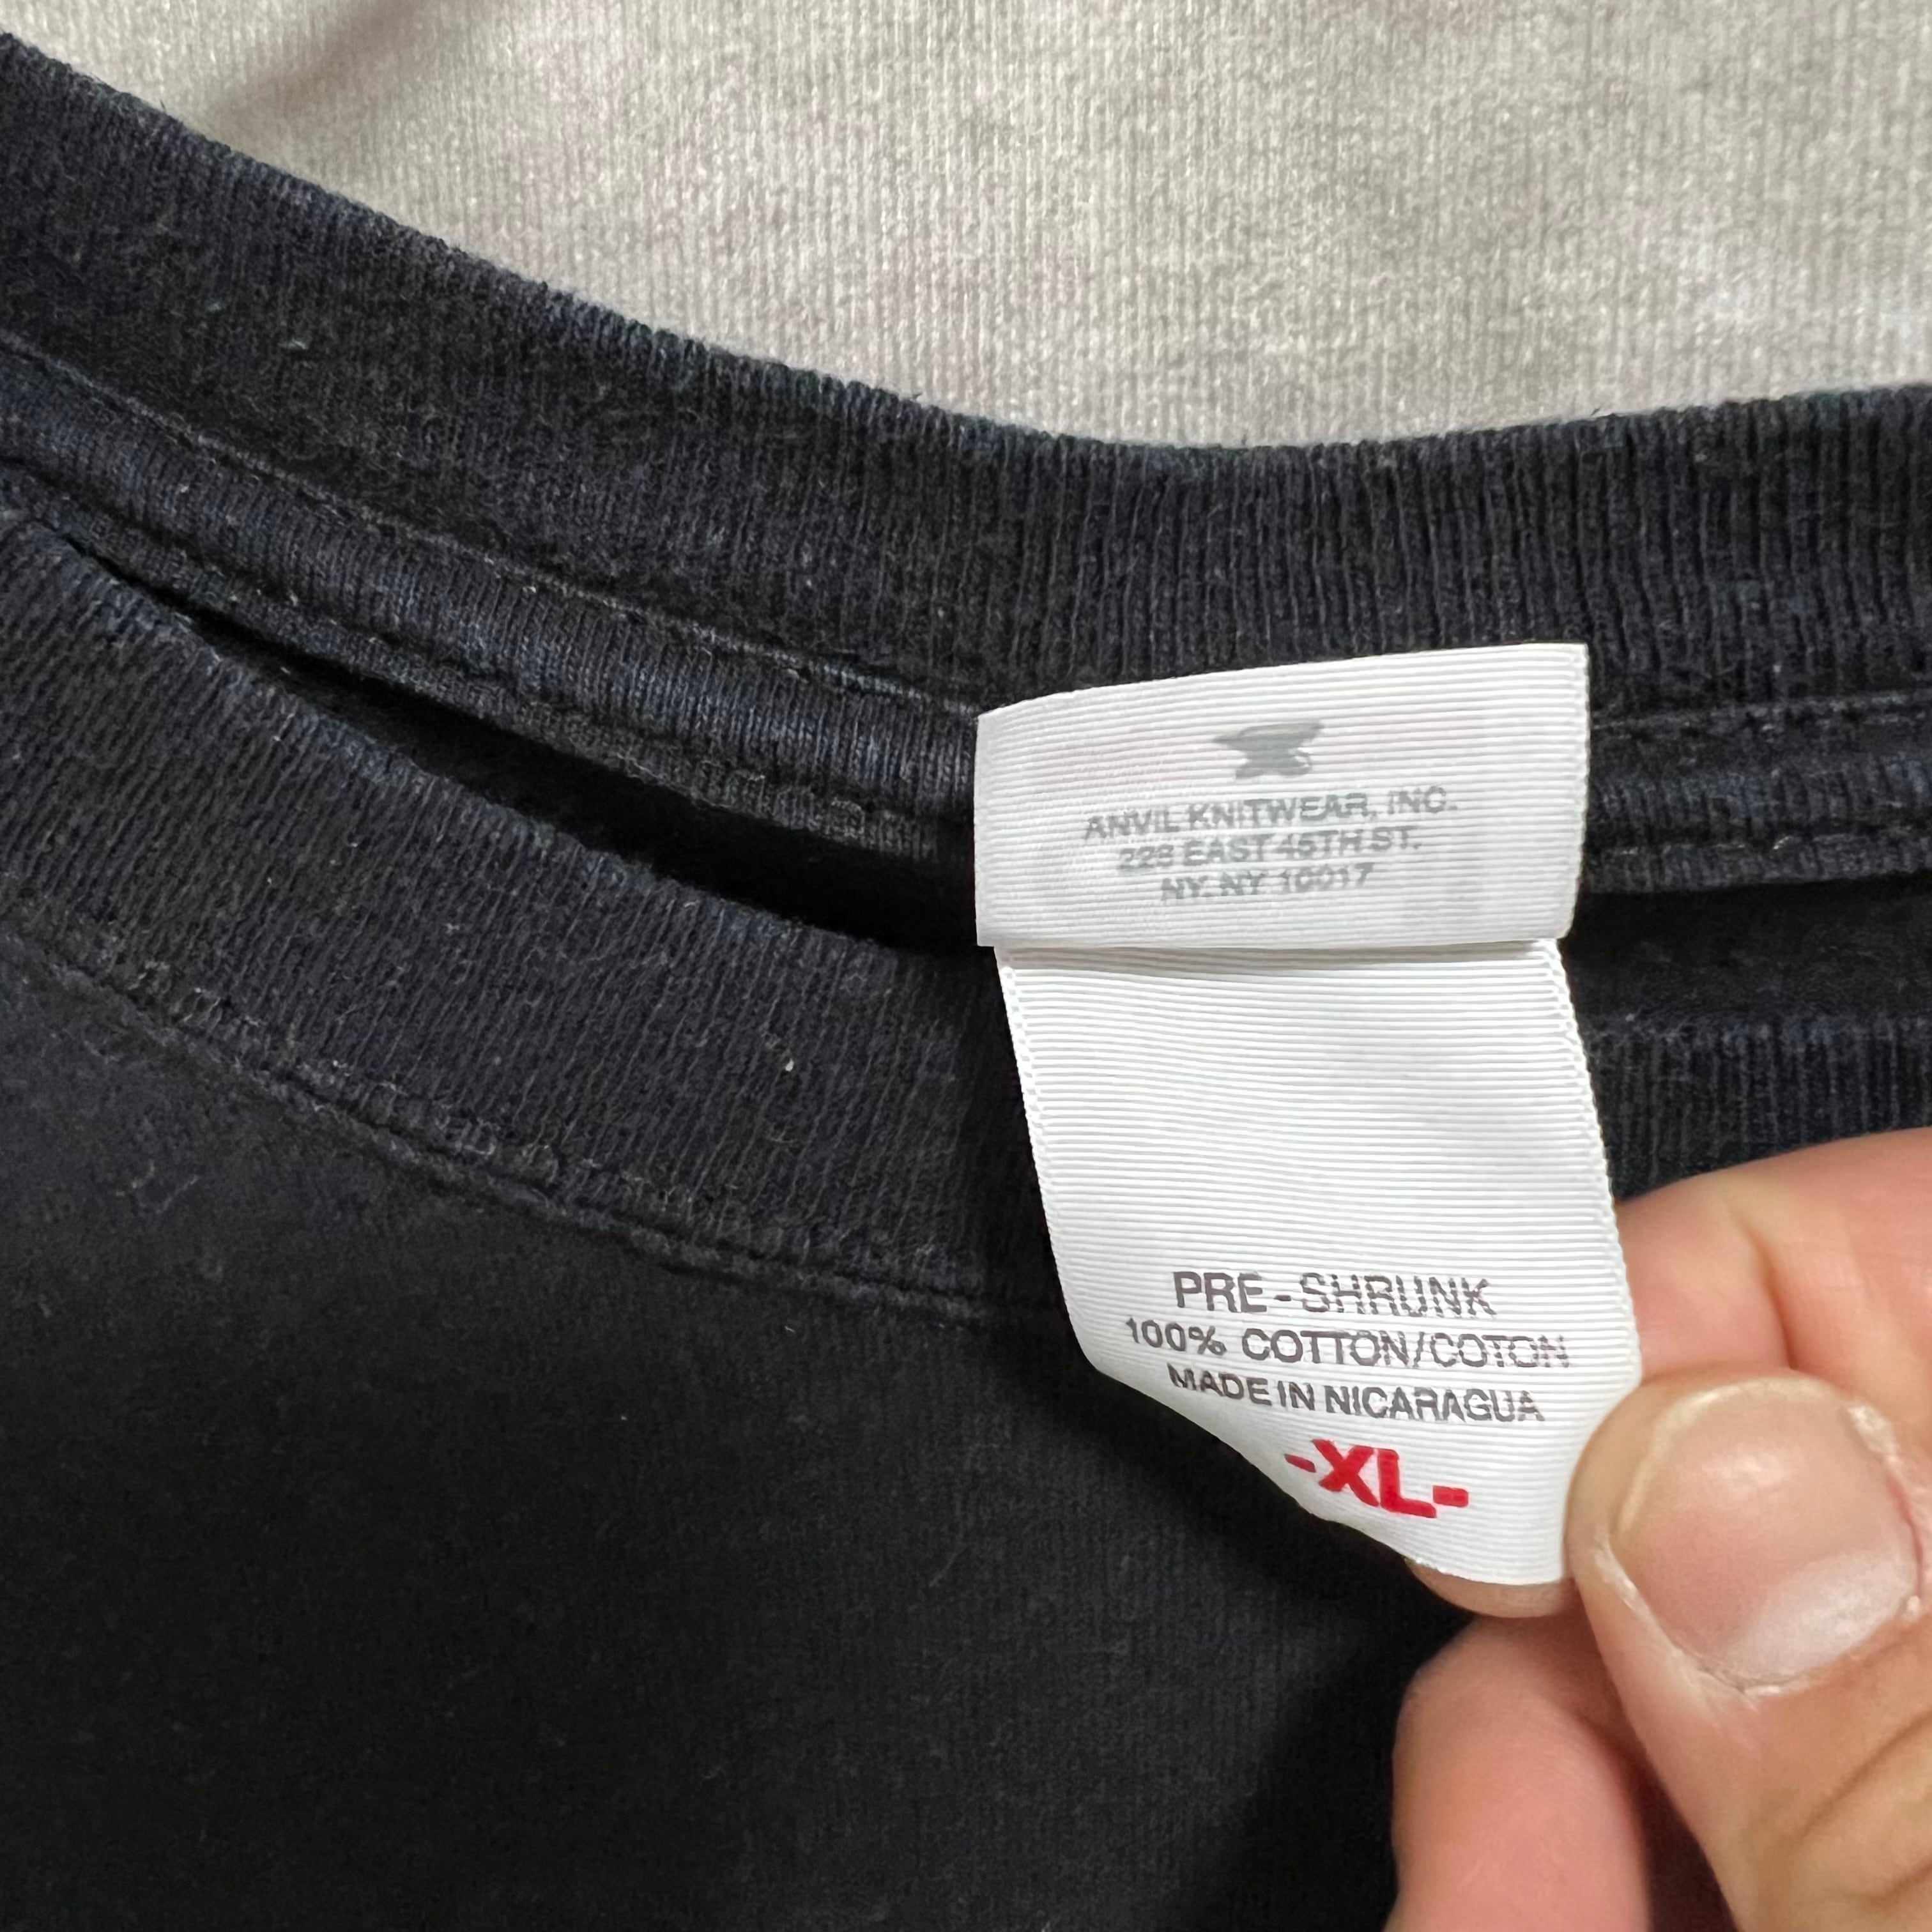 ANVIL KNITWEAR, INC.
228 EAST 45TH ST.
NY. NY 10017
PRE-SHRUNK
100% COTTON/COTON
MADE IN NICARAGUA
-XL-